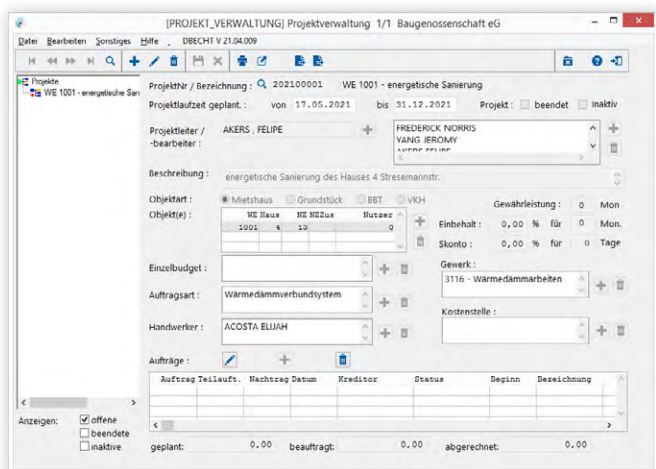 [PROJEKT_VERWALTUNG] Projektverwaltung 1/1 Baugenossenschaft eG
Datei Bearbeiten Sonstiges Hilfe . DBECHT V 21.04.009
Projekte
WE 1001 - energetische San
ProjektNr / Bezeichnung : 202100001 WE 1001 - energetische Sanierung
Projektlaufzeit geplant. : von 17.05.2021 bis 31.12.2021 Projekt : beendet Inaktiv
Projektleiter / -bearbeiter : AKERS , FELIPE
FREDERICK NORRIS
YANG JEROMY
AKERS FELIPE
Beschreibung : energetische Sanierung des Hauses 4 Stresemannstr.
Objektart : Mietshaus Grundstück BBT VKH
Objekt(e) : WE Haus NE NEZus Nutzer
1001 4 13 0
Gewährleistung : 0 Mon
Einbehalt : 0,00 % für 0 Mon.
Skonto : 0,00 % für 0 Tage
Einzelbudget :
Gewerk :
3116 - Wärmedämmarbeiten
Auftragsart : Wärmedämmverbundsystem
Kostenstelle :
Handwerker : ACOSTA ELIJAH
Aufträge :
Auftrag Teilauft. Nachtrag Datum Kreditor Status Beginn Bezeichnung
Anzeigen: offene
beendete
inaktive
geplant: 0.00 beauftragt: 0.00 abgerechnet: 0.00